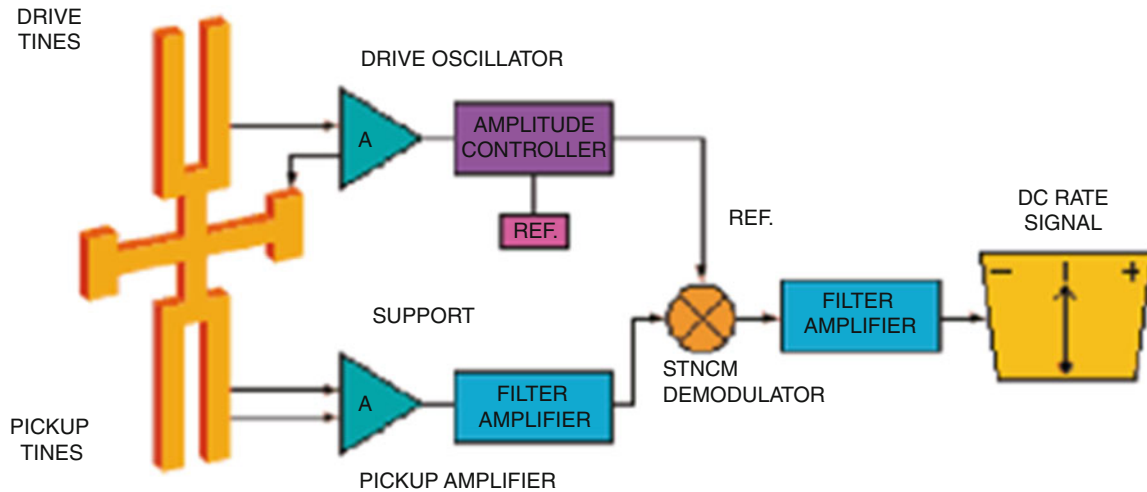 DRIVE
TINES
DRIVE OSCILLATOR
A
AMPLITUDE
CONTROLLER
REF.
REF.
DC RATE
SIGNAL
− I +
SUPPORT
FILTER
AMPLIFIER
STNCM
DEMODULATOR
A
FILTER
AMPLIFIER
PICKUP
TINES
PICKUP AMPLIFIER